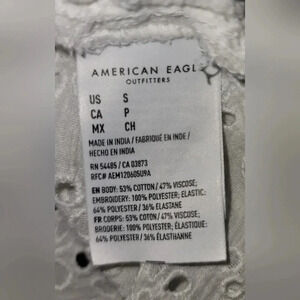 AMERICAN EAGL
OUTFITTERS
US S
CA P
MX CH
MADE IN INDIA / FABRIQUÉ EN INDE /
HECHO EN INDIA
RN 54485 / CA 03873
RFC# AEM120605U9A
EN BODY: 53% COTTON / 47% VISCOSE;
EMBROIDERY: 100% POLYESTER; ELASTIC:
64% POLYESTER / 36% ELASTANE
FR CORPS: 53% COTON / 47% VISCOSE;
BRODERIE: 100% POLYESTER; ÉLASTIQUE:
64% POLYESTER / 36% ÉLASTHANNE